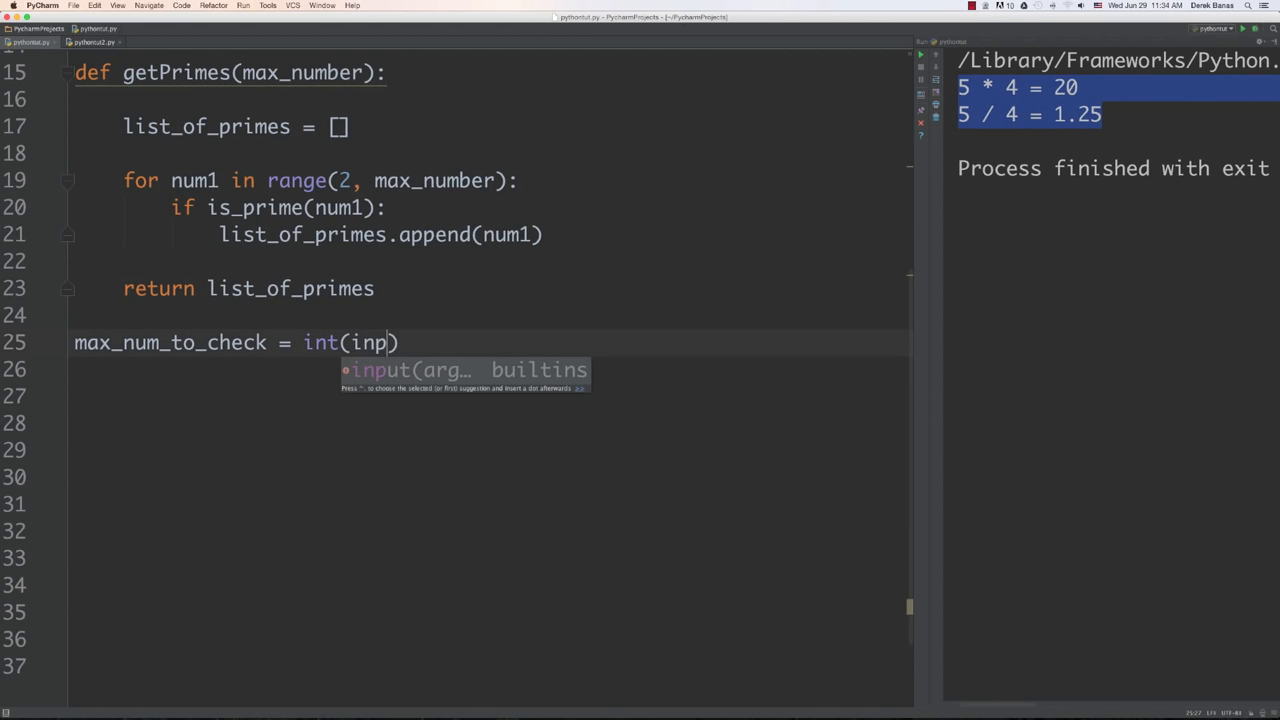 PyCharm File Edit View Navigate Code Refactor Run Tools VCS Window Help
10
Wed Jun 29 11:34 AM Derek Banas
pythontut.py - PycharmProjects - [~/PycharmProjects]
PycharmProjects pythontut.py
pythontut
pythontut.py pythontut2.py
Run: pythontut
15 def getPrimes(max_number):
16
17 list_of_primes = []
18
19 for num1 in range(2, max_number):
20 if is_prime(num1):
21 list_of_primes.append(num1)
22
23 return list_of_primes
24
25 max_num_to_check = int(inp)
26
input(arg… builtins
Press ^. to choose the selected (or first) suggestion and insert a dot afterwards >>
27
28
29
30
31
32
33
34
35
36
37
/Library/Frameworks/Python.
5 * 4 = 20
5 / 4 = 1.25
Process finished with exit
25:27 LF≑ UTF-8≑